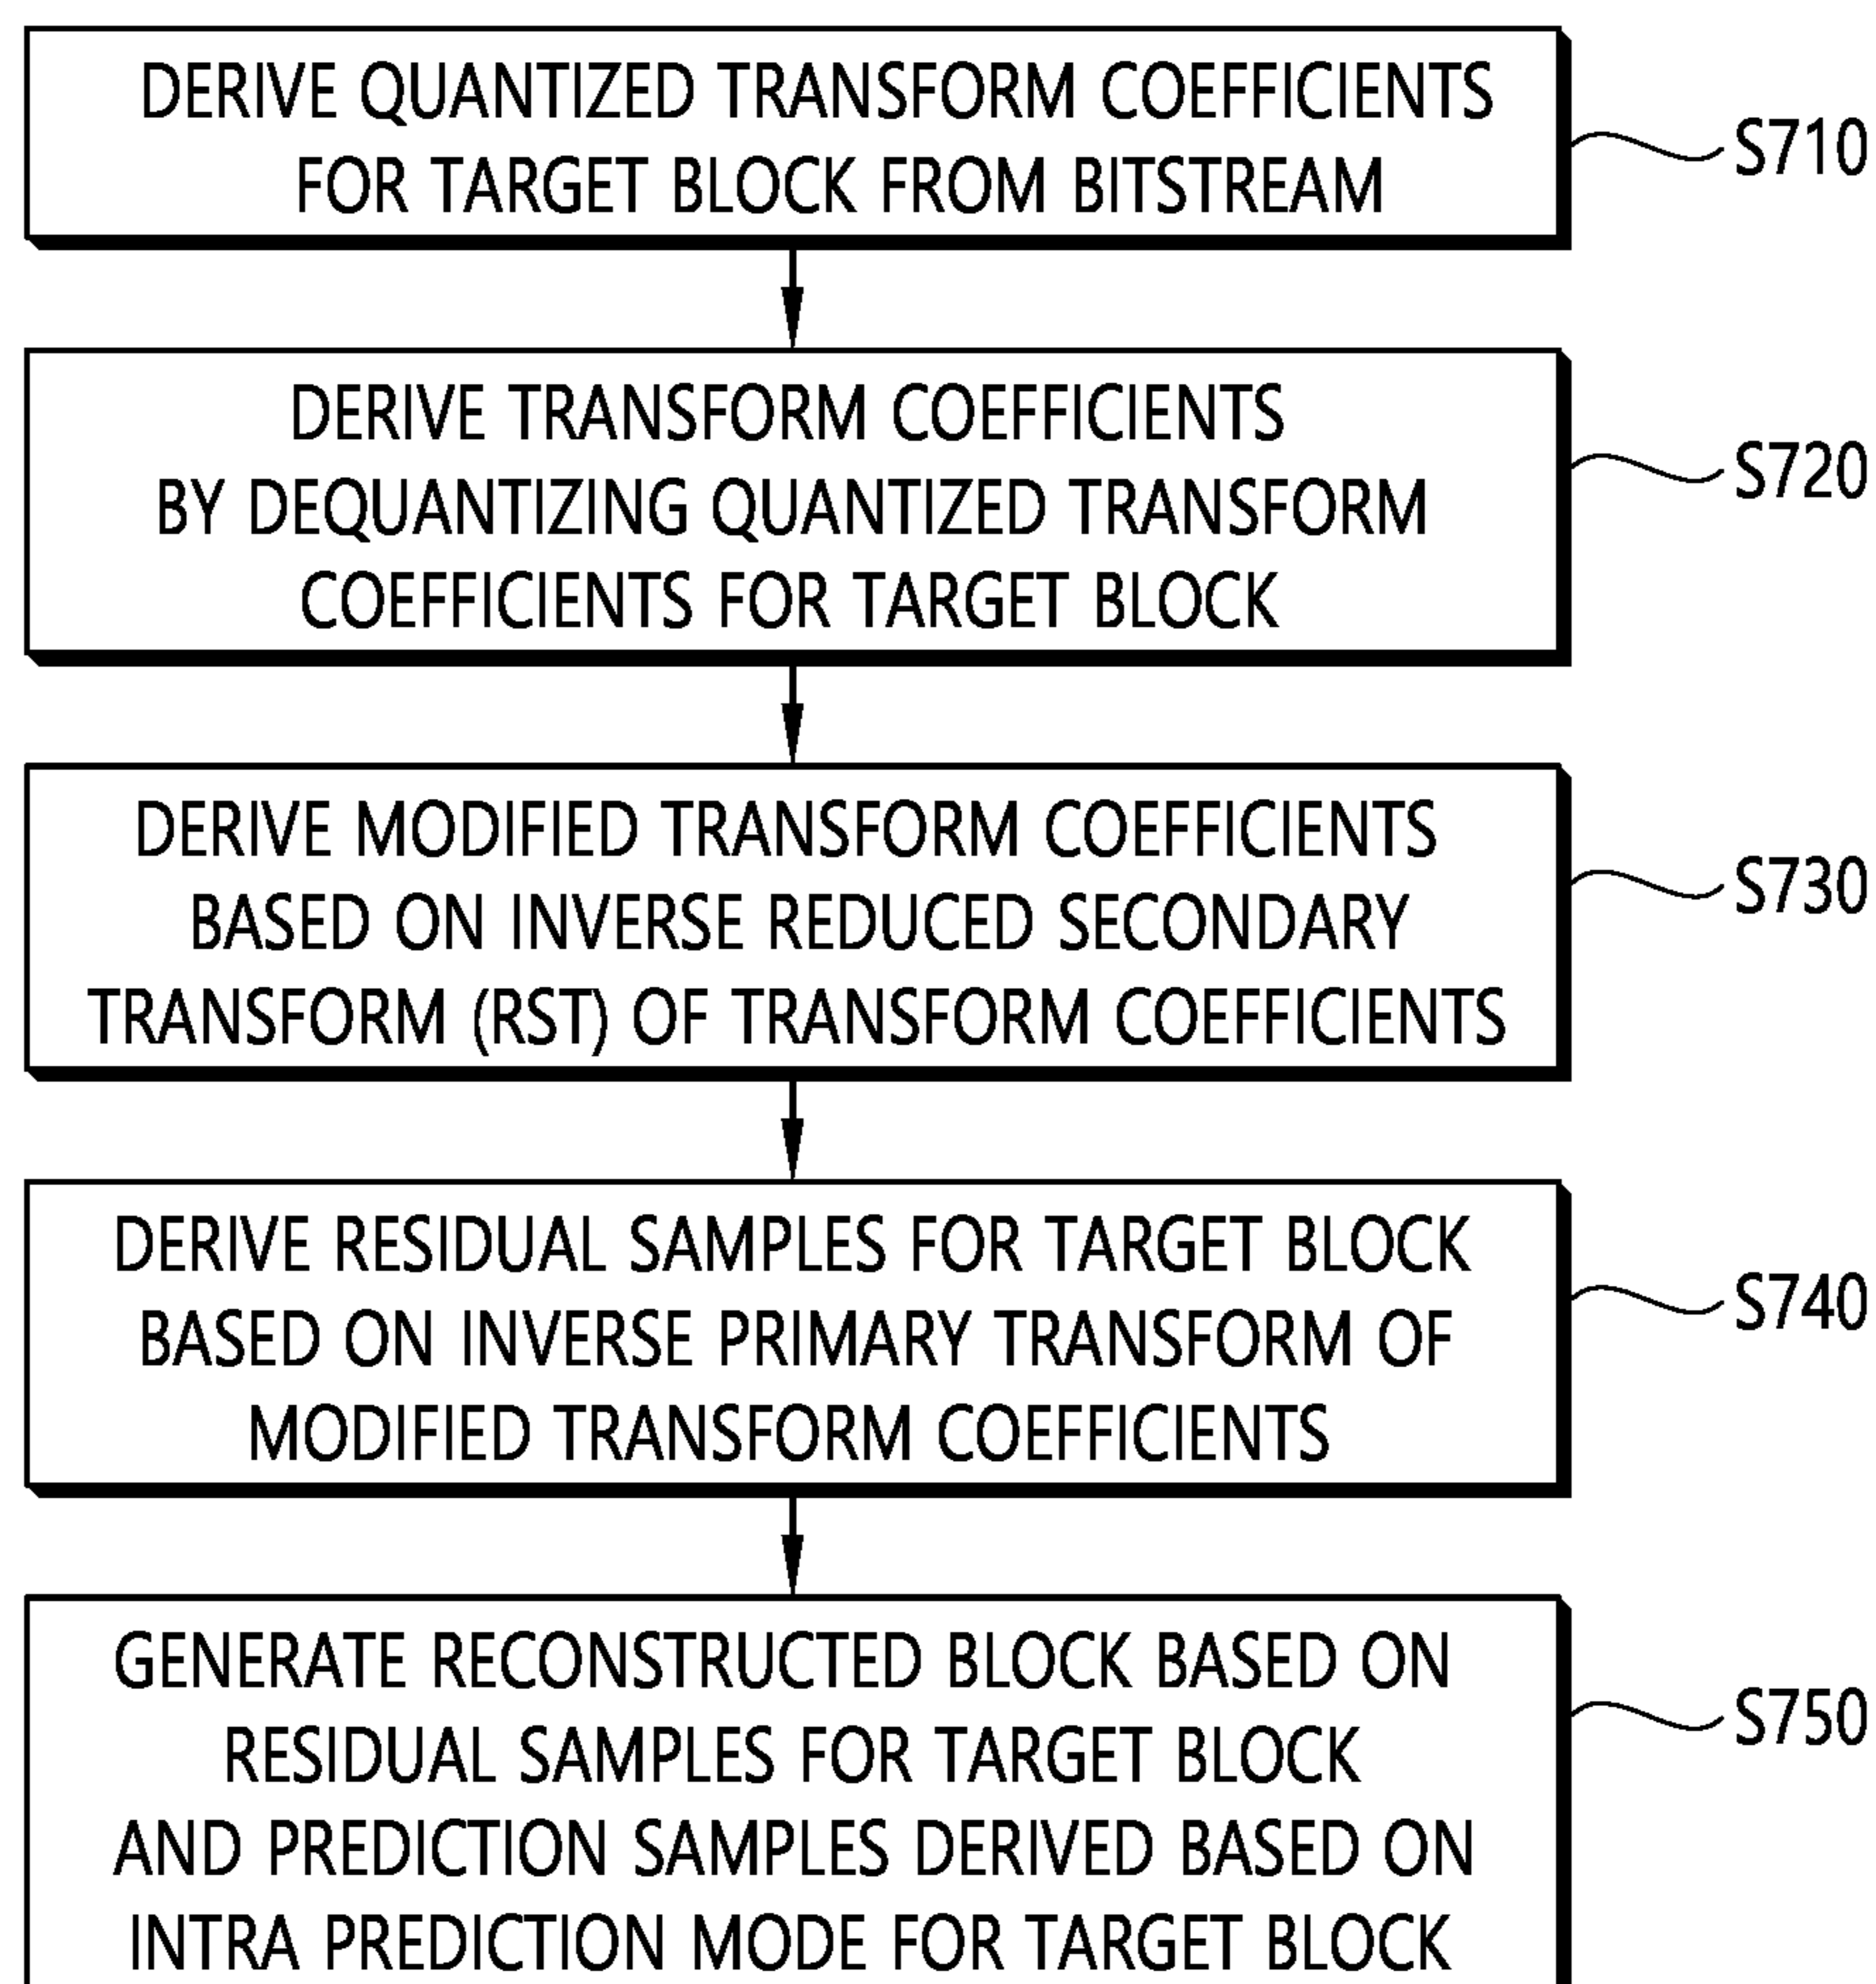 DERIVE QUANTIZED TRANSFORM COEFFICIENTS
FOR TARGET BLOCK FROM BITSTREAM
S710
DERIVE TRANSFORM COEFFICIENTS
BY DEQUANTIZING QUANTIZED TRANSFORM
COEFFICIENTS FOR TARGET BLOCK
S720
DERIVE MODIFIED TRANSFORM COEFFICIENTS
BASED ON INVERSE REDUCED SECONDARY
TRANSFORM (RST) OF TRANSFORM COEFFICIENTS
S730
DERIVE RESIDUAL SAMPLES FOR TARGET BLOCK
BASED ON INVERSE PRIMARY TRANSFORM OF
MODIFIED TRANSFORM COEFFICIENTS
S740
GENERATE RECONSTRUCTED BLOCK BASED ON
RESIDUAL SAMPLES FOR TARGET BLOCK
AND PREDICTION SAMPLES DERIVED BASED ON
INTRA PREDICTION MODE FOR TARGET BLOCK
S750